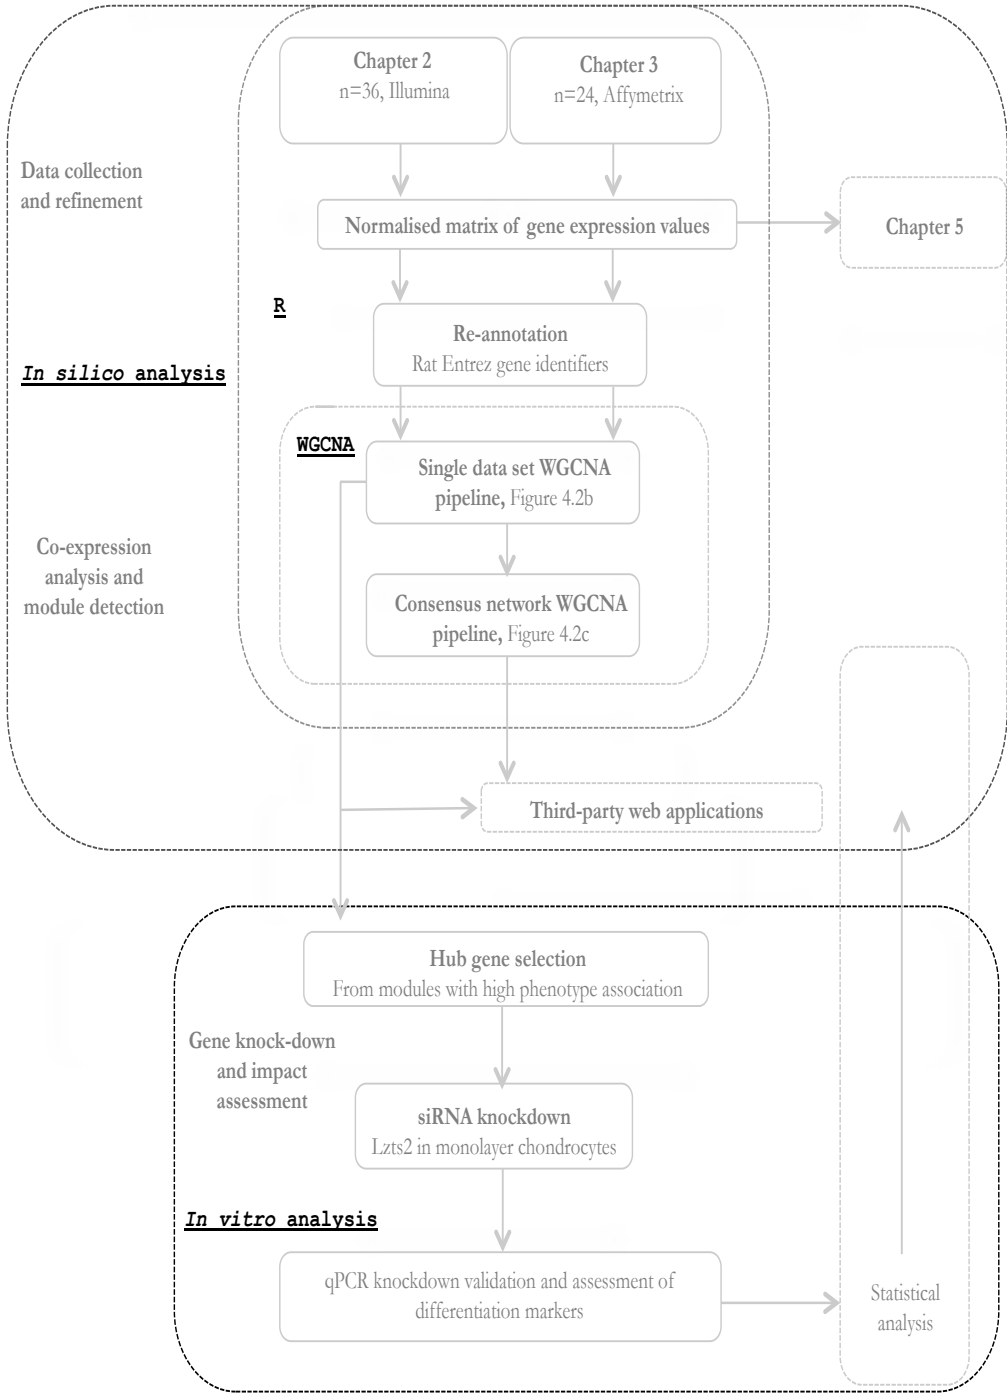 Chapter 2
n=36, Illumina
Chapter 3
n=24, Affymetrix
Data collection
and refinement
Normalised matrix of gene expression values
Chapter 5
R
Re-annotation
Rat Entrez gene identifiers
In silico analysis
WGCNA
Single data set WGCNA
pipeline, Figure 4.2b
Co-expression
analysis and
module detection
Consensus network WGCNA
pipeline, Figure 4.2c
Third-party web applications
Hub gene selection
From modules with high phenotype association
Gene knock-down
and impact
assessment
siRNA knockdown
Lzts2 in monolayer chondrocytes
In vitro analysis
qPCR knockdown validation and assessment of
differentiation markers
Statistical
analysis